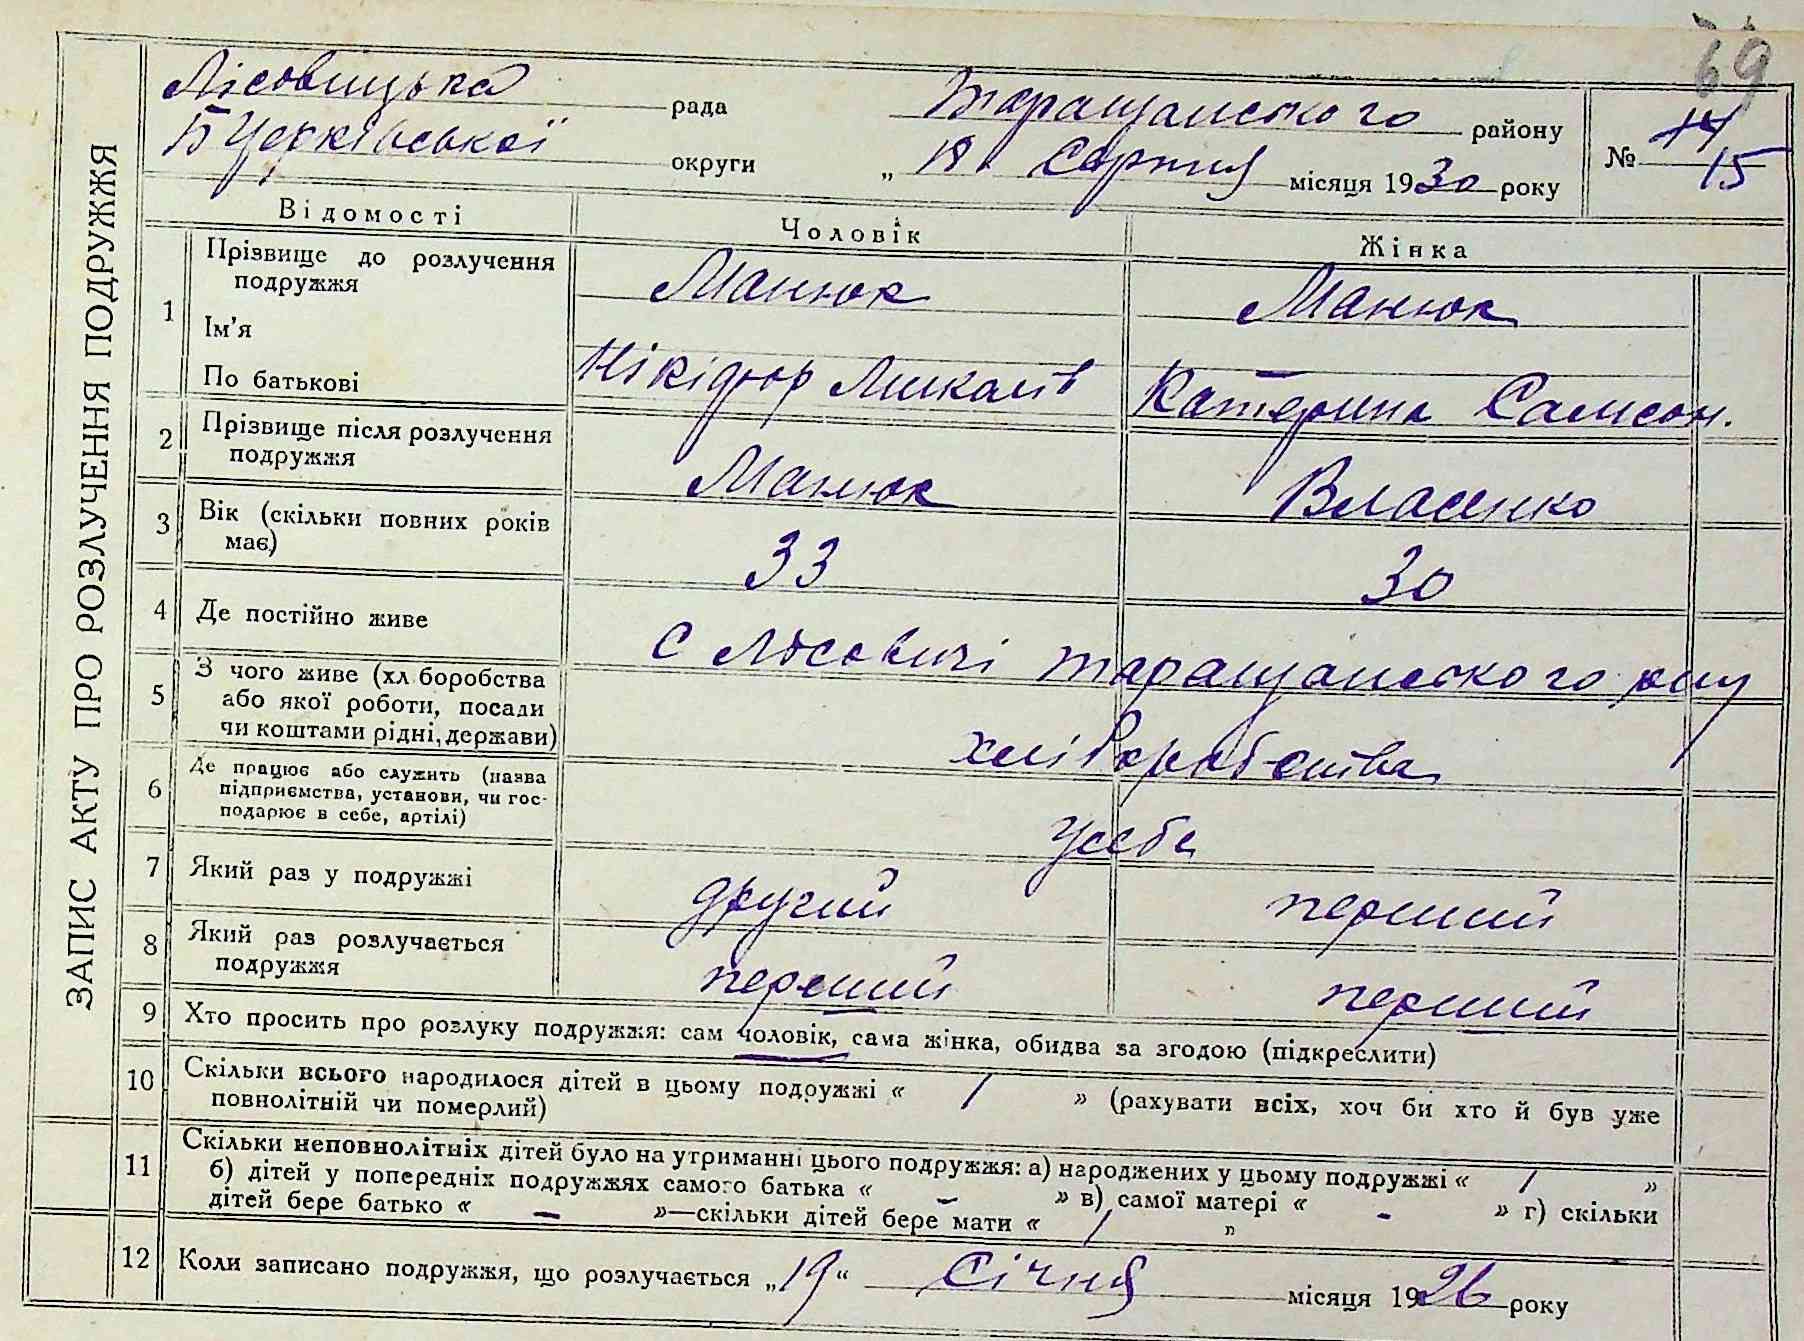 69
Лісовицька рада Таращанського району № 14
Б Церківської округи „ 18 " Серпня місяця 1930 року 15
ЗАПИС АКТУ ПРО РОЗЛУЧЕННЯ ПОДРУЖЖЯ
Відомості Чоловік Жінка
1 Прізвище до розлучення подружжя Манюк Манюк
Ім'я
По батькові Нікіфор Микол Катерина Самсон.
2 Прізвище після розлучення подружжя Манюк Власенко
3 Вік (скільки повних років має) 33 30
4 Де постійно живе с Лісовичі Таращанського р-ну
5 З чого живе (хл боробства або якої роботи, посади чи коштами рідні, держави) хліборобства
6 Де працює або служить (назва підприємства, установи, чи господарює в себе, артілі) усебе
7 Який раз у подружжі другий перший
8 Який раз розлучається подружжя перший перший
9 Хто просить про розлуку подружжя: сам чоловік, сама жінка, обидва за згодою (підкреслити)
10 Скільки всього народилося дітей в цьому подружжі « 1 » (рахувати всіх, хоч би хто й був уже
повнолітній чи померлий)
11 Скільки неповнолітніх дітей було на утриманні цього подружжя: а) народжених у цьому подружжі « 1 »
б) дітей у попередніх подружжях самого батька « – » в) самої матері « - » г) скільки
дітей бере батько « – »—скільки дітей бере мати « 1 »
12 Коли записано подружжя, що розлучається „19“ Січня місяця 1926 року